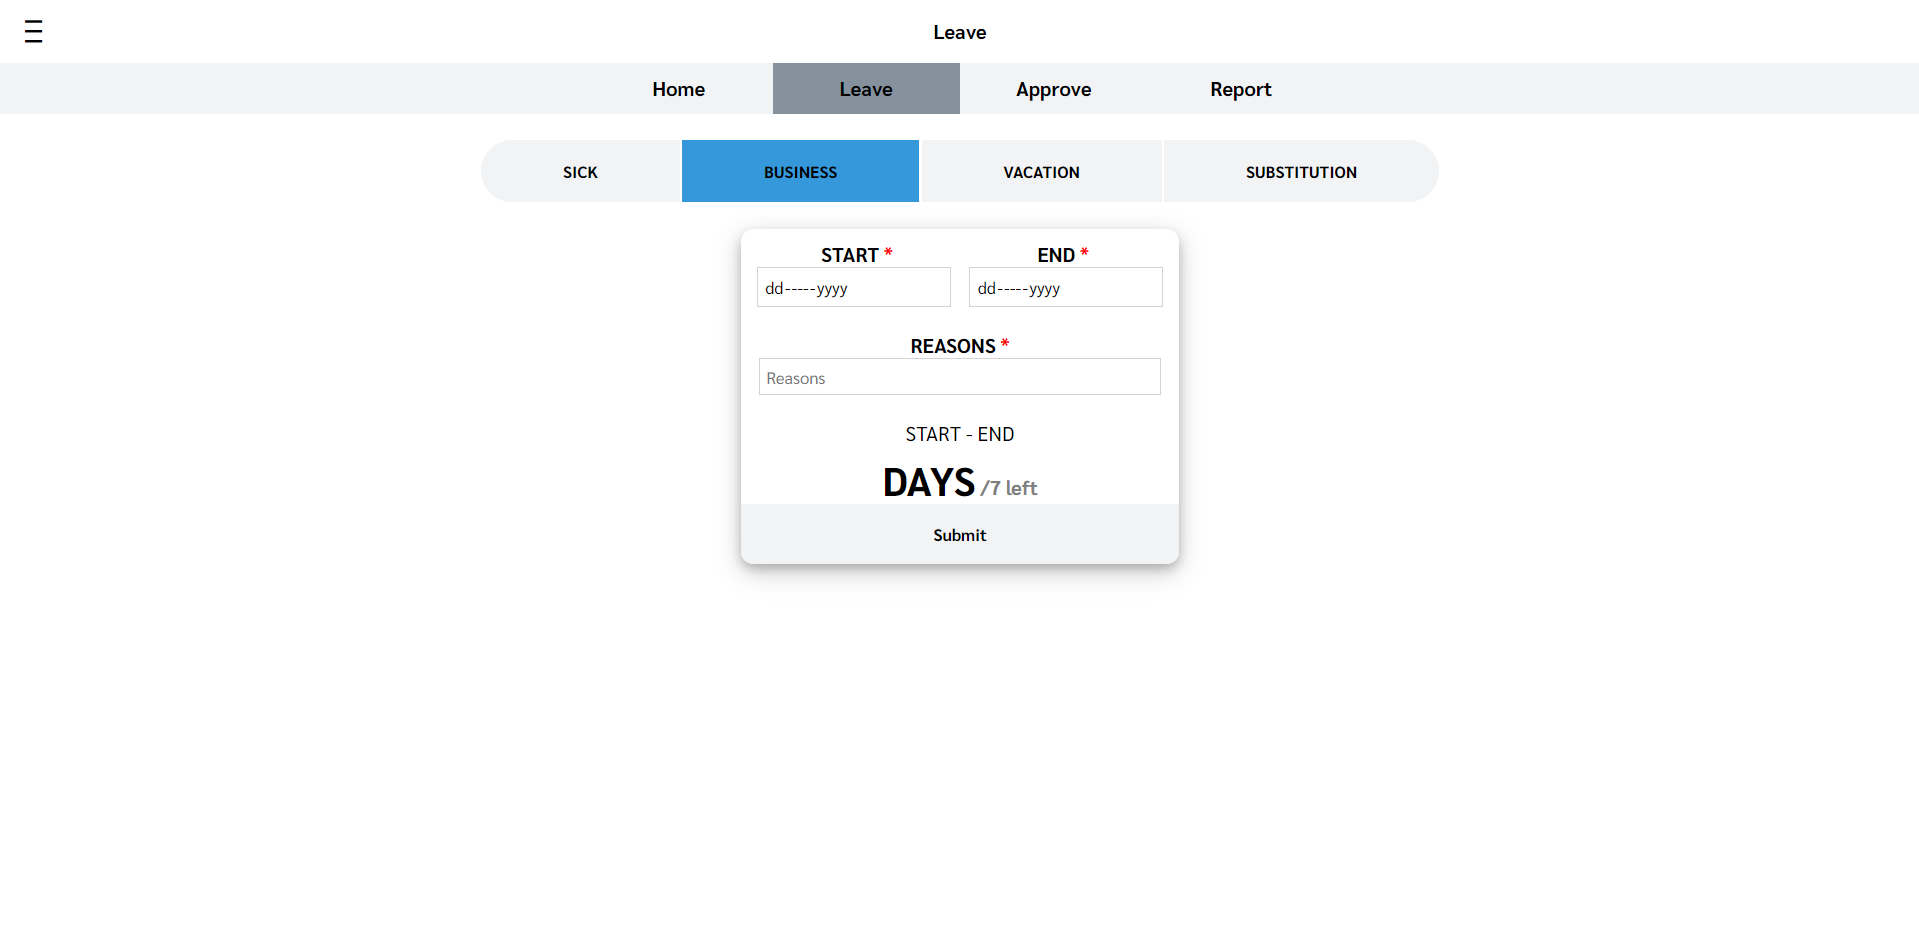 Leave
Home Leave Approve Report
SICK BUSINESS VACATION SUBSTITUTION
START * END *
dd-----yyyy dd-----yyyy
REASONS *
Reasons
START - END
DAYS /7 left
Submit